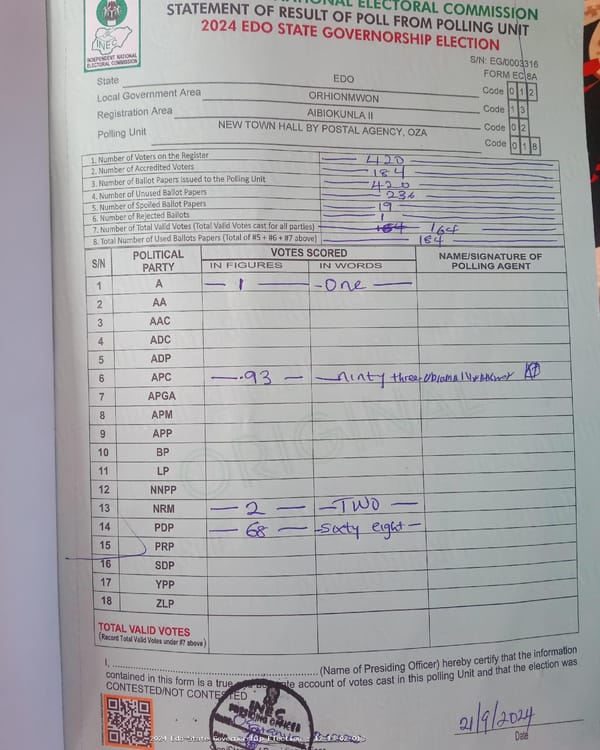 NATIONAL ELECTORAL COMMISSION
STATEMENT OF RESULT OF POLL FROM POLLING UNIT
2024 EDO STATE GOVERNORSHIP ELECTION
INEC
INDEPENDENT NATIONAL
ELECTORAL COMMISSION
S/N: EG/0003316
FORM EC 8A
State EDO Code 0 1 2
Local Government Area ORHIONMWON Code 1 3
Registration Area AIBIOKUNLA II Code 0 2
Polling Unit NEW TOWN HALL BY POSTAL AGENCY, OZA Code 0 1 8
1. Number of Voters on the Register 420
2. Number of Accredited Voters 184
3. Number of Ballot Papers Issued to the Polling Unit 420
4. Number of Unused Ballot Papers 236
5. Number of Spoiled Ballot Papers 19
6. Number of Rejected Ballots 1
7. Number of Total Valid Votes (Total Valid Votes cast for all parties) 164
8. Total Number of Used Ballots Papers (Total of #5 + #6 + #7 above) 184
S/N POLITICAL PARTY VOTES SCORED NAME/SIGNATURE OF POLLING AGENT
IN FIGURES IN WORDS
1 A 1 One
2 AA
3 AAC
4 ADC
5 ADP
6 APC 93 ninty three
7 APGA
8 APM
9 APP
10 BP
11 LP
12 NNPP
13 NRM 2 TWO
14 PDP 68 Sixty eight
15 PRP
16 SDP
17 YPP
18 ZLP
ORIGINAL
TOTAL VALID VOTES
(Record Total Valid Votes under #7 above)
I, (Name of Presiding Officer) hereby certify that the information
contained in this form is a true account of votes cast in this polling Unit and that the election was
CONTESTED/NOT CONTESTED
INEC
OFFICER
21/9/2024
Date
2024 Edo State Governorship Election - 12-13-02-018